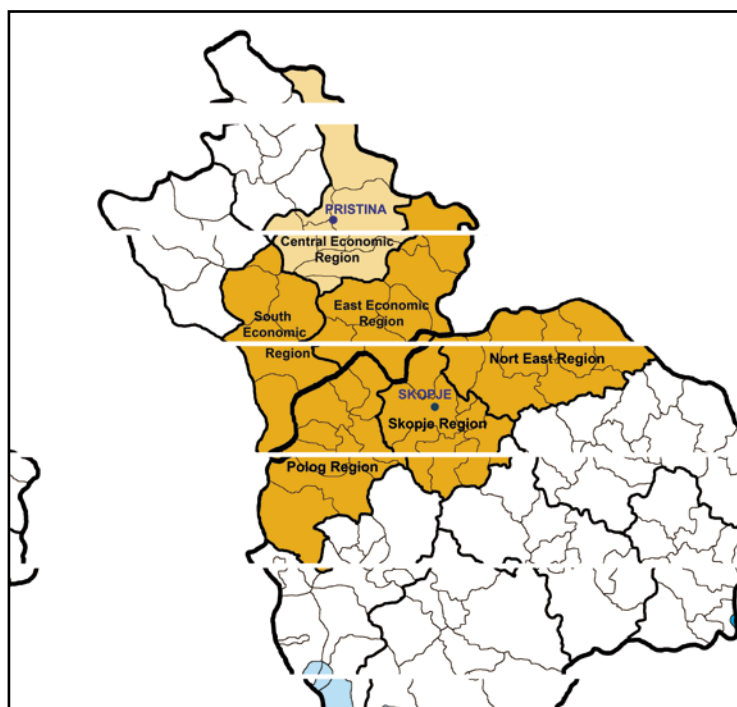 PRISTINA
Central Economic
Region
East Economic
Region
South
Economic
Region
Nort East Region
SKOPJE
Skopje Region
Polog Region